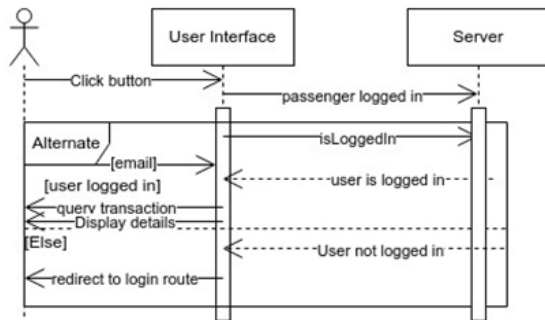 User Interface
Server
Click button
passenger logged in
Alternate
isLoggedIn
[email]
user is logged in
[user logged in]
query transaction
Display details
[Else]
User not logged in
redirect to login route